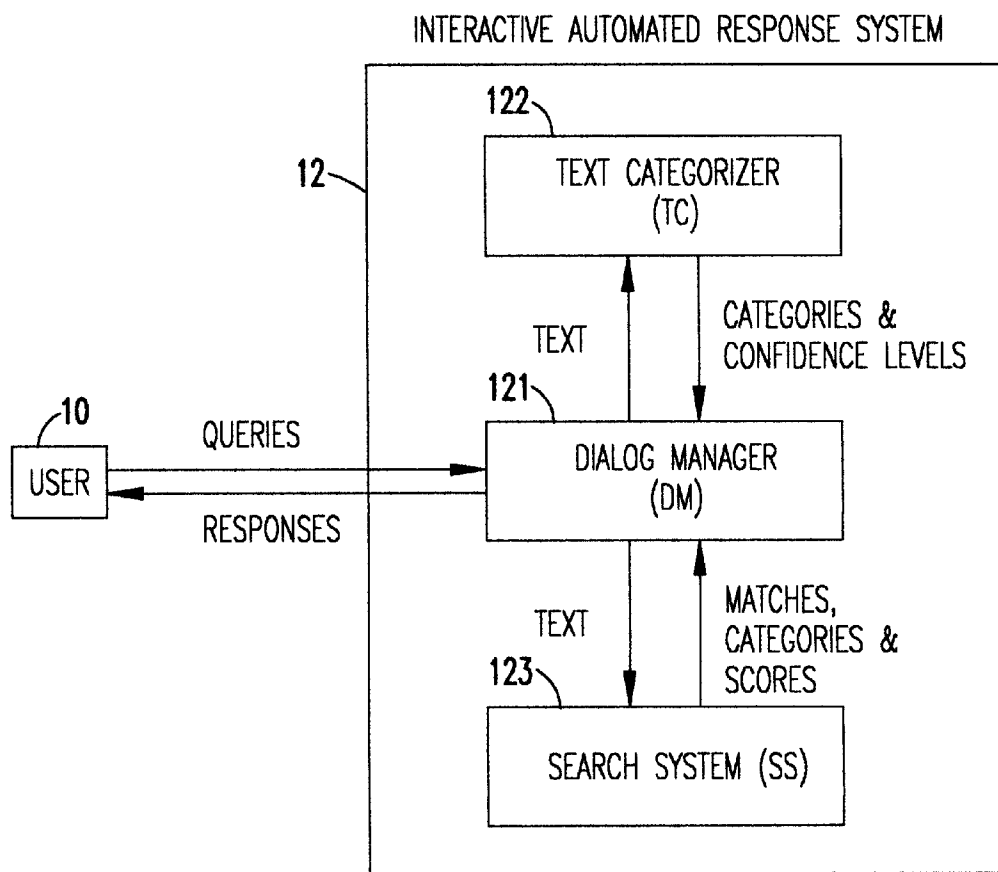 INTERACTIVE AUTOMATED RESPONSE SYSTEM
122
12
TEXT CATEGORIZER
(TC)
TEXT
CATEGORIES &
CONFIDENCE LEVELS
121
10
USER
QUERIES
RESPONSES
DIALOG MANAGER
(DM)
TEXT
MATCHES,
CATEGORIES &
SCORES
123
SEARCH SYSTEM (SS)